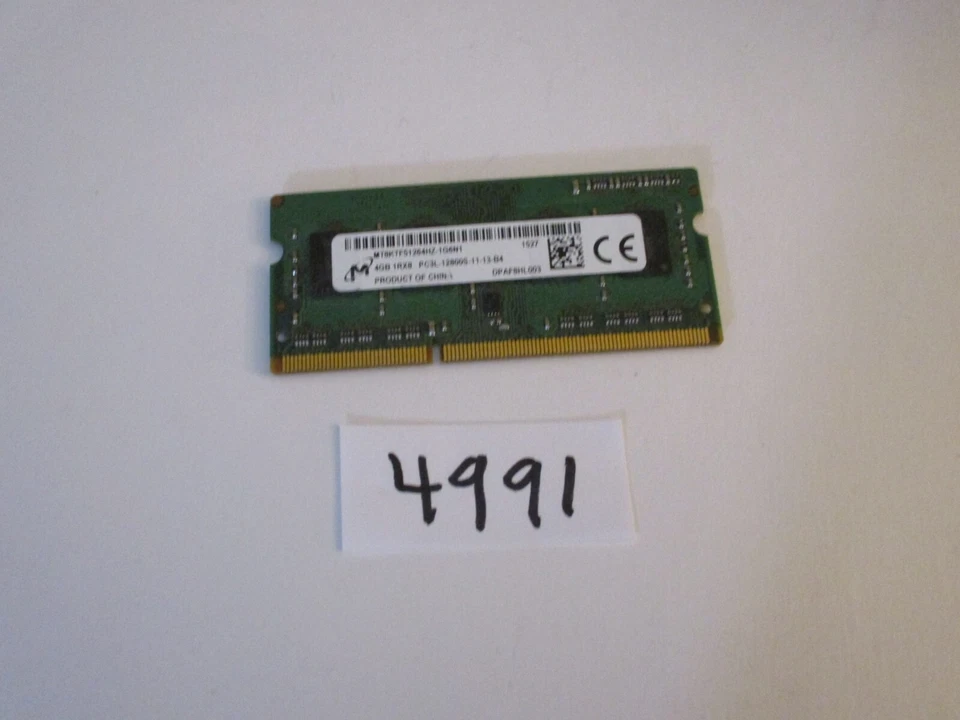 MT8KTF51264HZ-1G6N1 1527
4GB 1RX8 PC3L-12800S-11-13-B4
PRODUCT OF CHINA DPAF8HL003
CE
4991